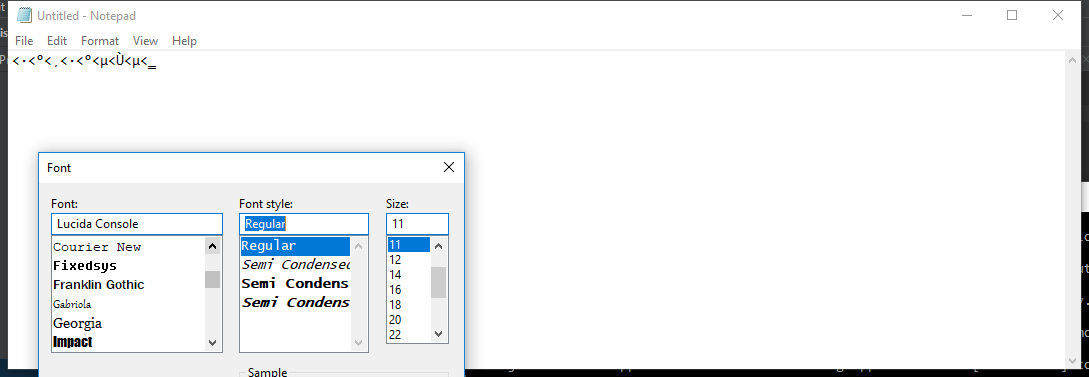 Untitled - Notepad
File Edit Format View Help
<·<º<¸<·<º<µ<Ù<µ<‗
Font
Font: Font style: Size:
Lucida Console Regular 11
Courier New Regular 11
Fixedsys Semi Condensed 12
Franklin Gothic Semi Condens 14
Gabriola Semi Condens 16
Georgia 18
Impact 20
22
Sample